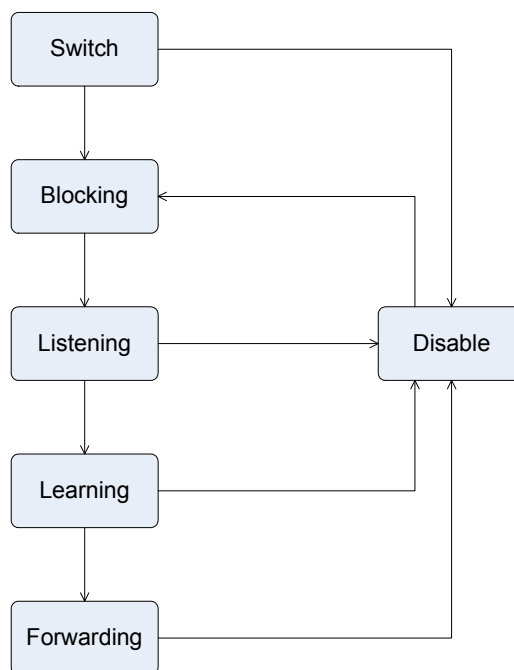 Switch
Blocking
Listening
Disable
Learning
Forwarding